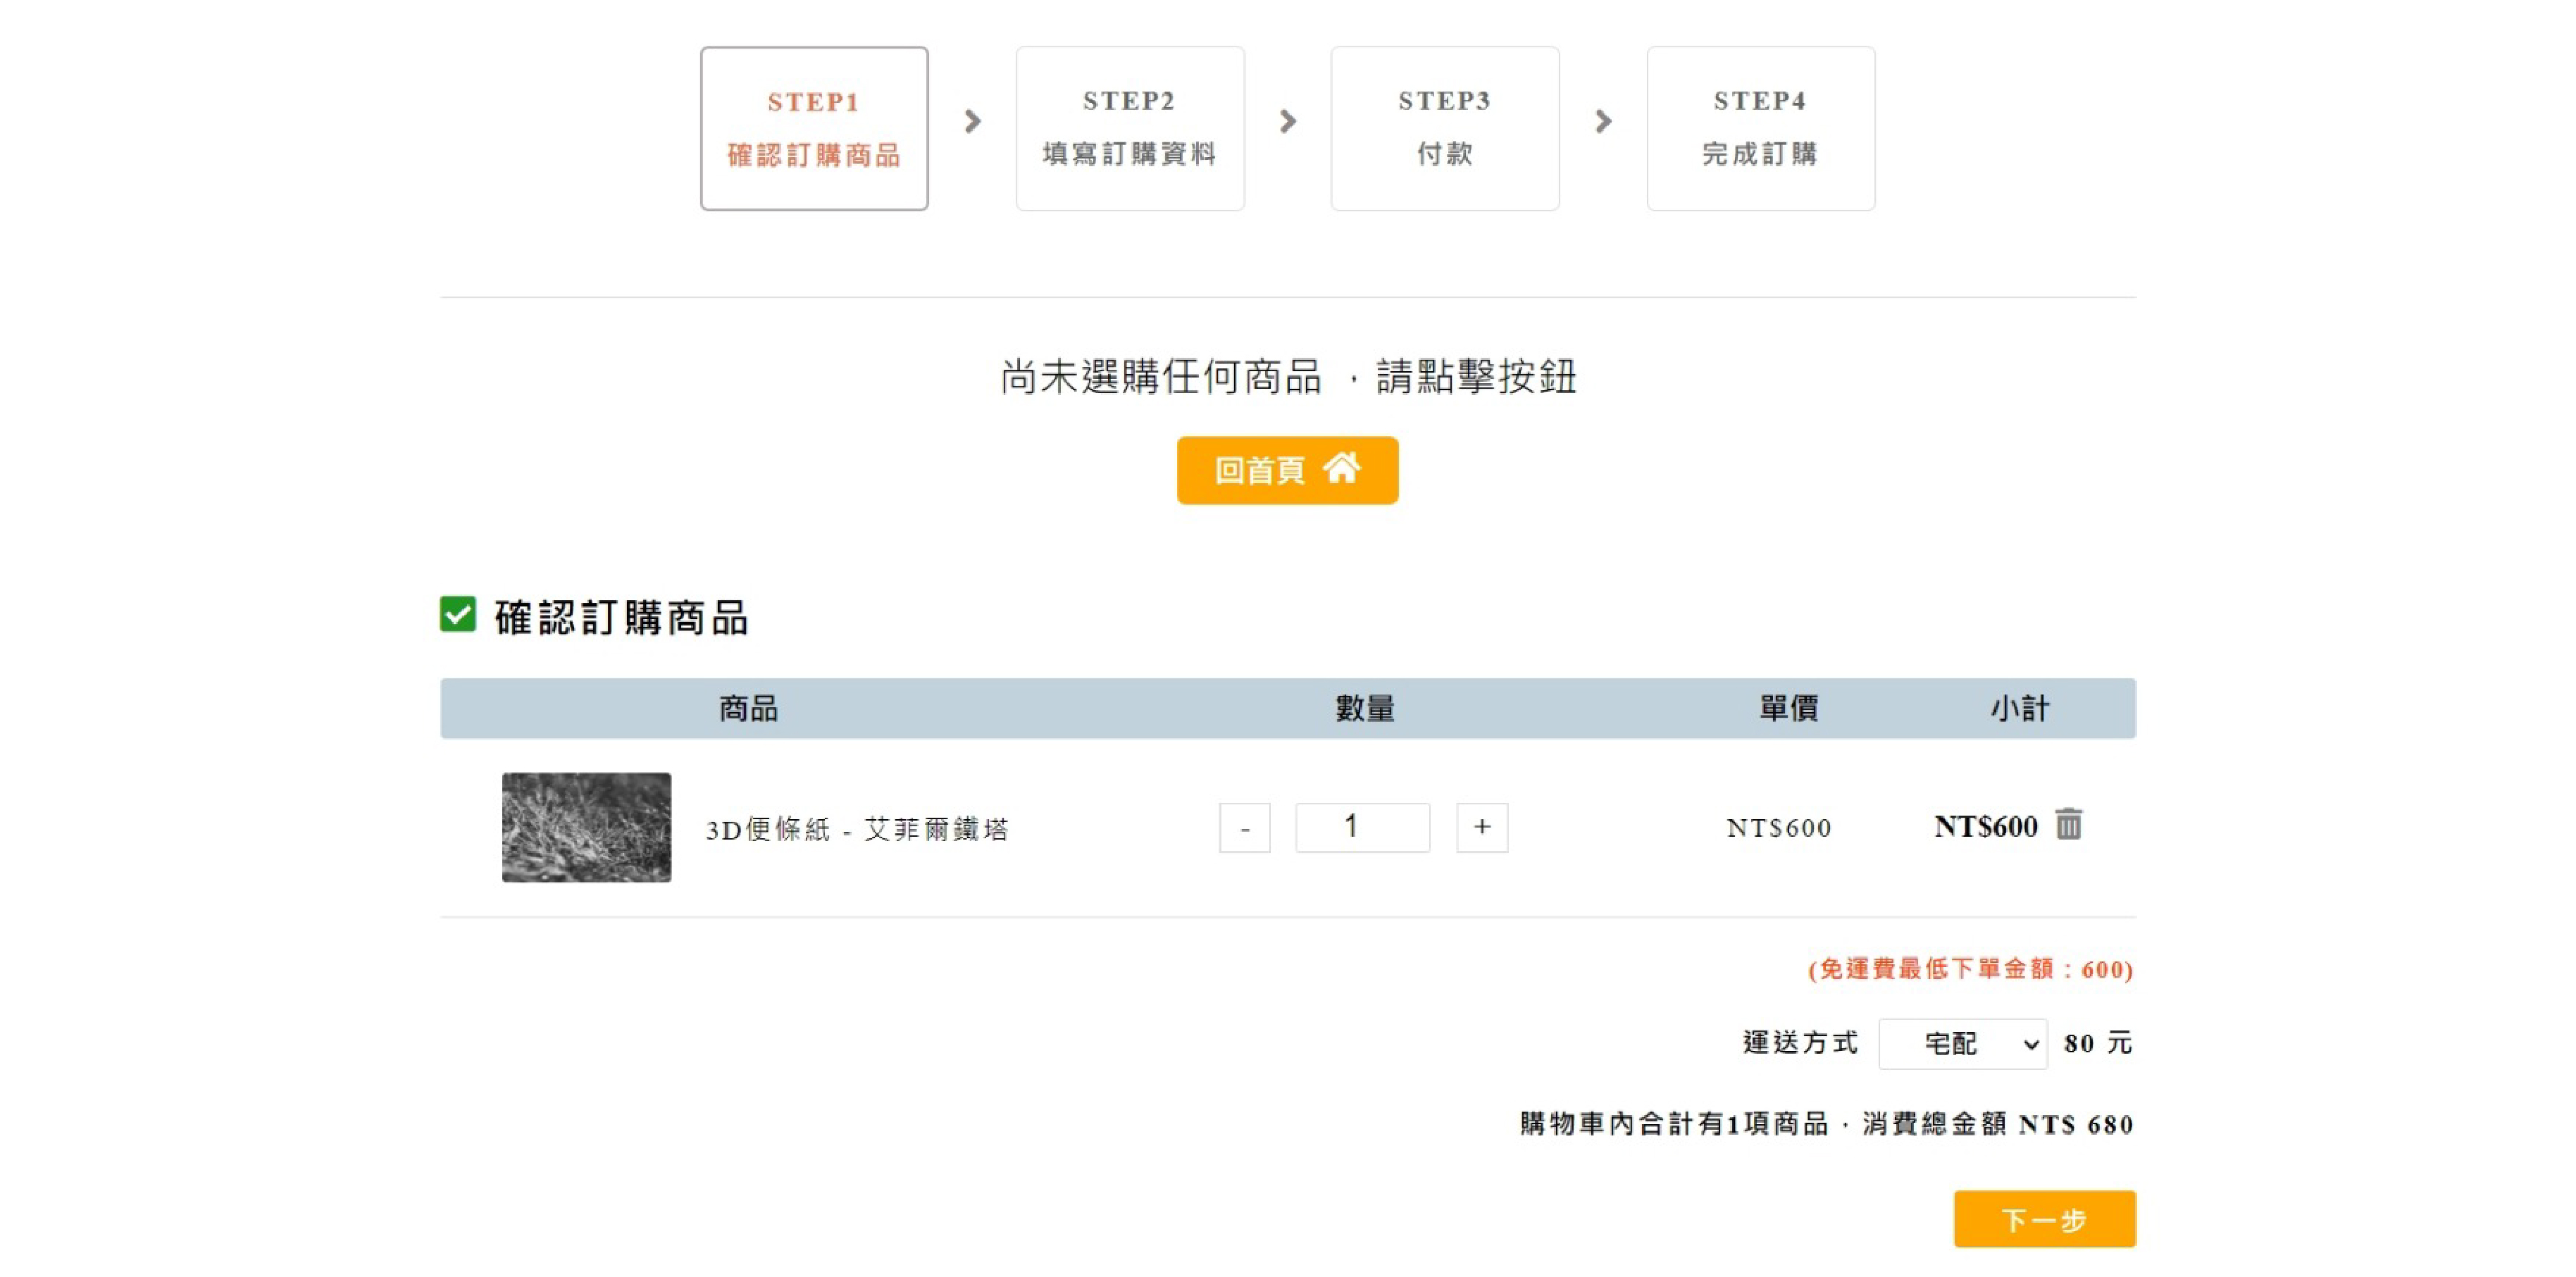 STEP1
確認訂購商品
STEP2
填寫訂購資料
STEP3
付款
STEP4
完成訂購
尚未選購任何商品 ，請點擊按鈕
回首頁
確認訂購商品
商品 數量 單價 小計
3D便條紙 - 艾菲爾鐵塔 - 1 + NT$600 NT$600
(免運費最低下單金額：600)
運送方式 宅配 80 元
購物車內合計有1項商品，消費總金額 NT$ 680
下一步